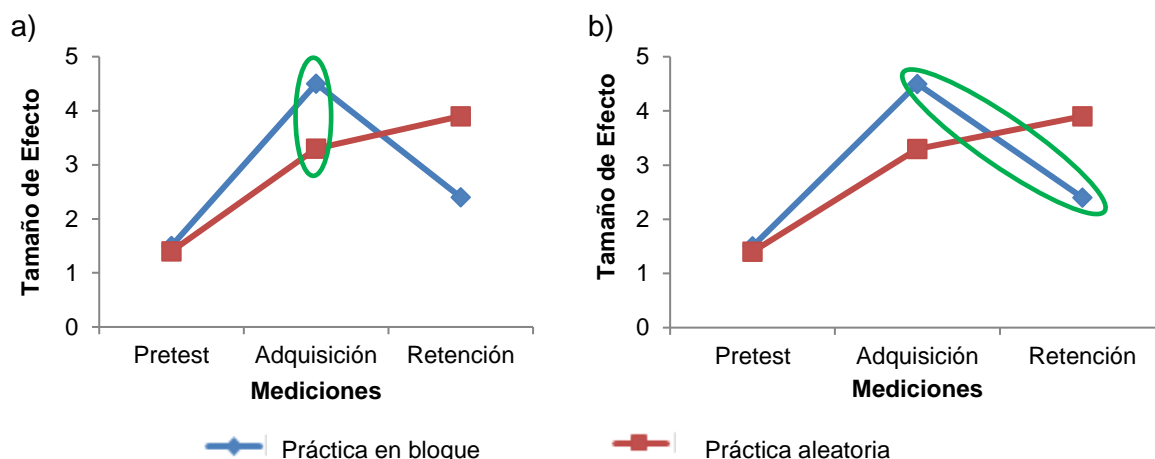 a)
b)
Tamaño de Efecto
5
4
3
2
1
0
Pretest Adquisición Retención
Mediciones
Tamaño de Efecto
5
4
3
2
1
0
Pretest Adquisición Retención
Mediciones
Práctica en bloque
Práctica aleatoria